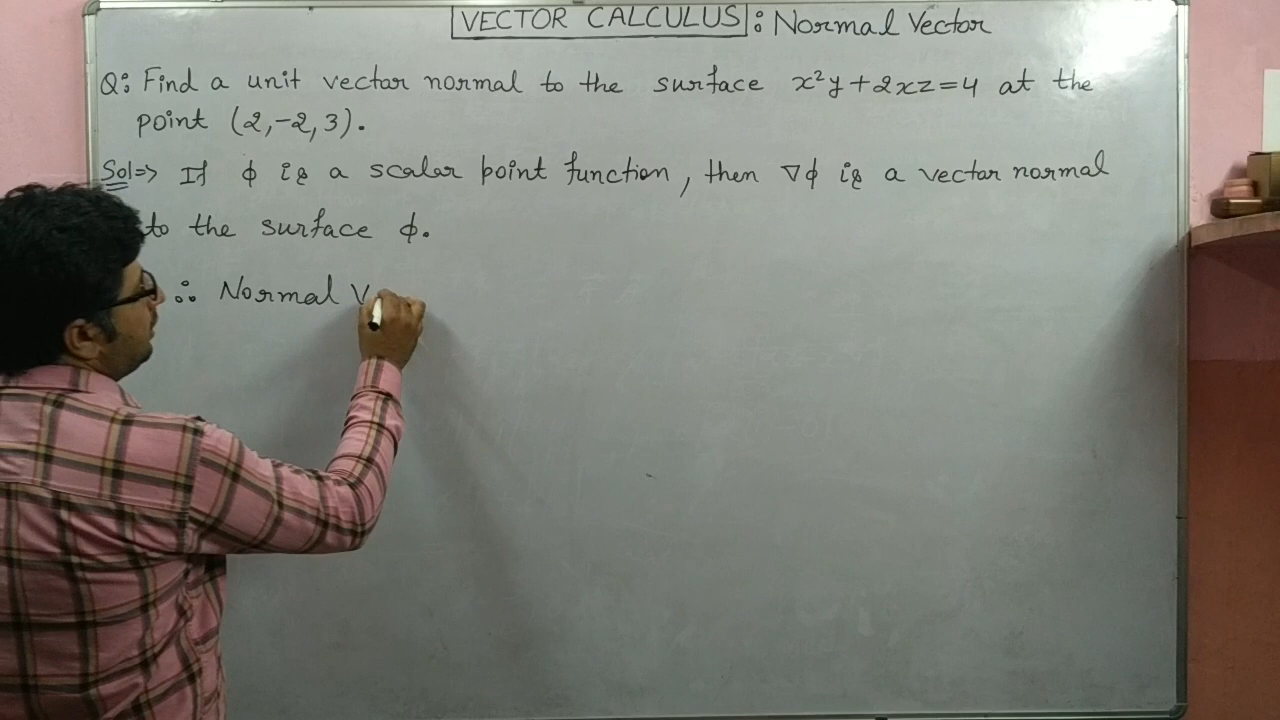 VECTOR CALCULUS : Normal Vector
Q: Find a unit vector normal to the surface x²y+2xz=4 at the
point (2,-2,3).
Sol=> If ϕ is a scalar point function, then ∇ϕ is a vector normal
to the surface ϕ.
∴ Normal V